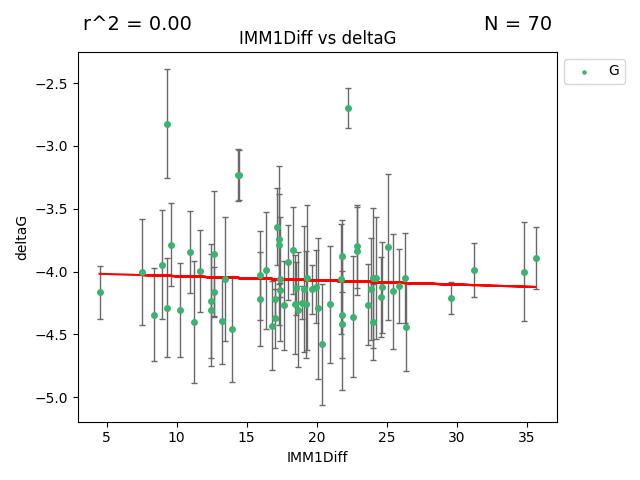 r^2 = 0.00
N = 70
IMM1Diff vs deltaG
G
−2.5
−3.0
−3.5
−4.0
−4.5
−5.0
deltaG
5 10 15 20 25 30 35
IMM1Diff